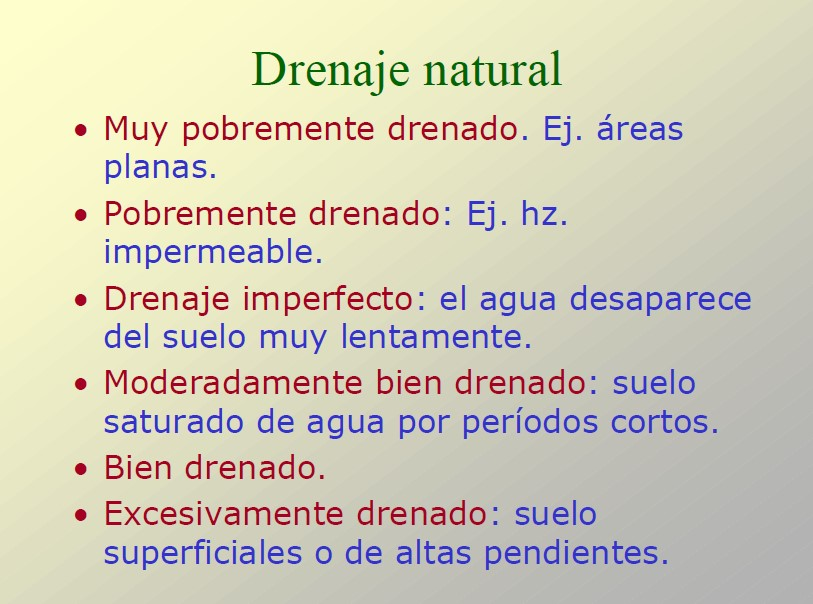 Drenaje natural
• Muy pobremente drenado. Ej. áreas
planas.
• Pobremente drenado: Ej. hz.
impermeable.
• Drenaje imperfecto: el agua desaparece
del suelo muy lentamente.
• Moderadamente bien drenado: suelo
saturado de agua por períodos cortos.
• Bien drenado.
• Excesivamente drenado: suelo
superficiales o de altas pendientes.